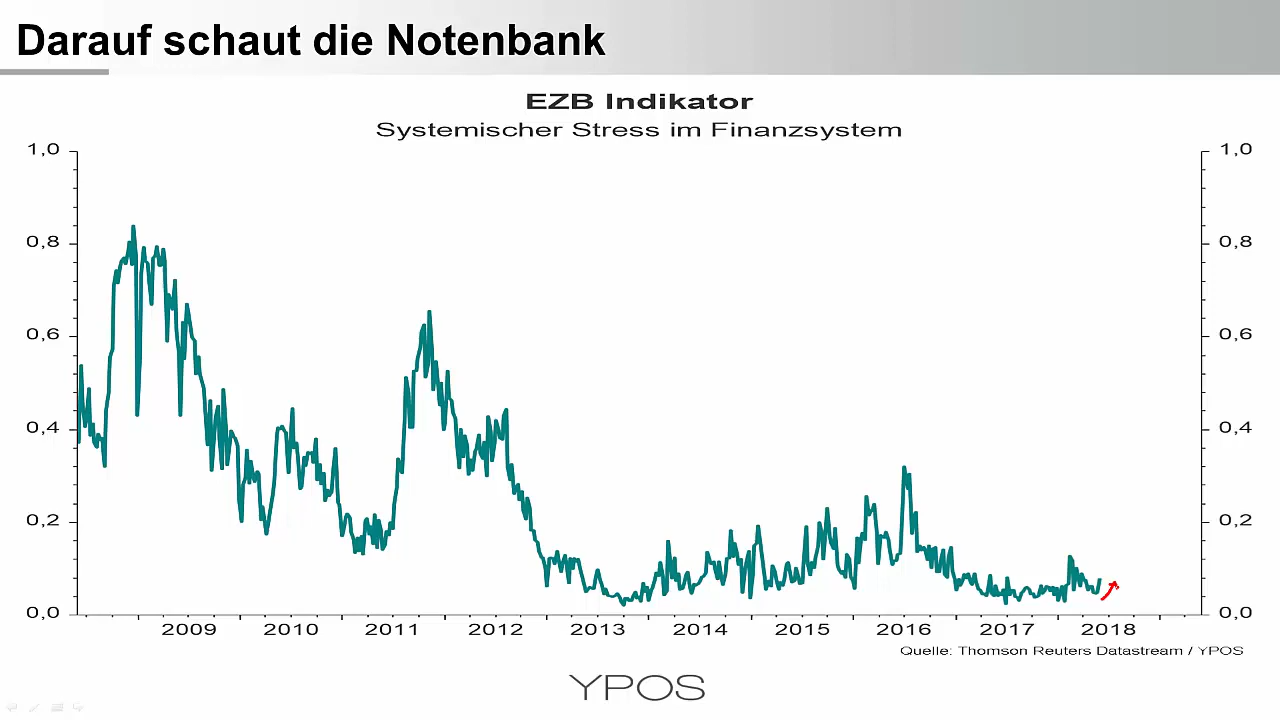 Darauf schaut die Notenbank
EZB Indikator
Systemischer Stress im Finanzsystem
1,0 1,0
0,8 0,8
0,6 0,6
0,4 0,4
0,2 0,2
0,0 0,0
2009 2010 2011 2012 2013 2014 2015 2016 2017 2018
Quelle: Thomson Reuters Datastream / YPOS
YPOS